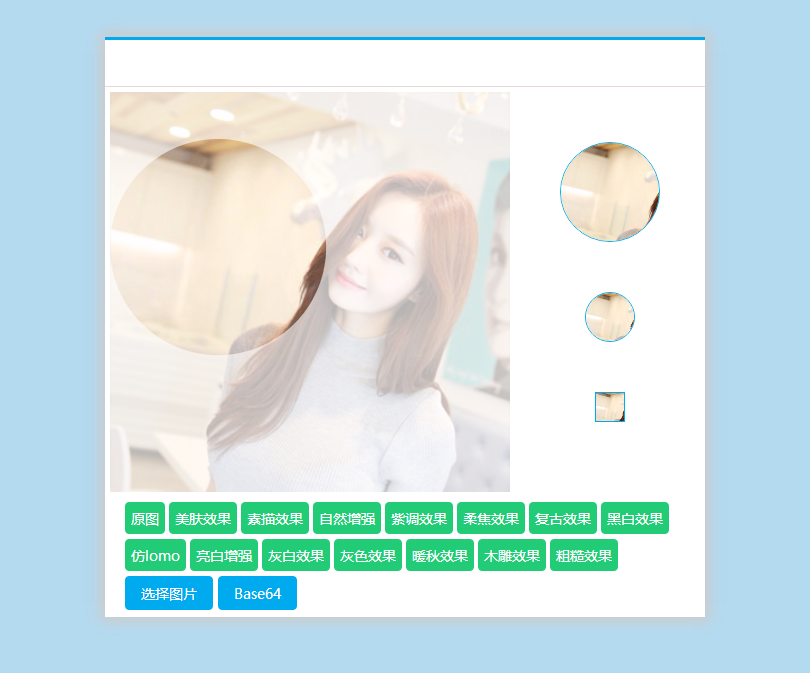 原图 美肤效果 素描效果 自然增强 紫调效果 柔焦效果 复古效果 黑白效果
仿lomo 亮白增强 灰白效果 灰色效果 暖秋效果 木雕效果 粗糙效果
选择图片 Base64